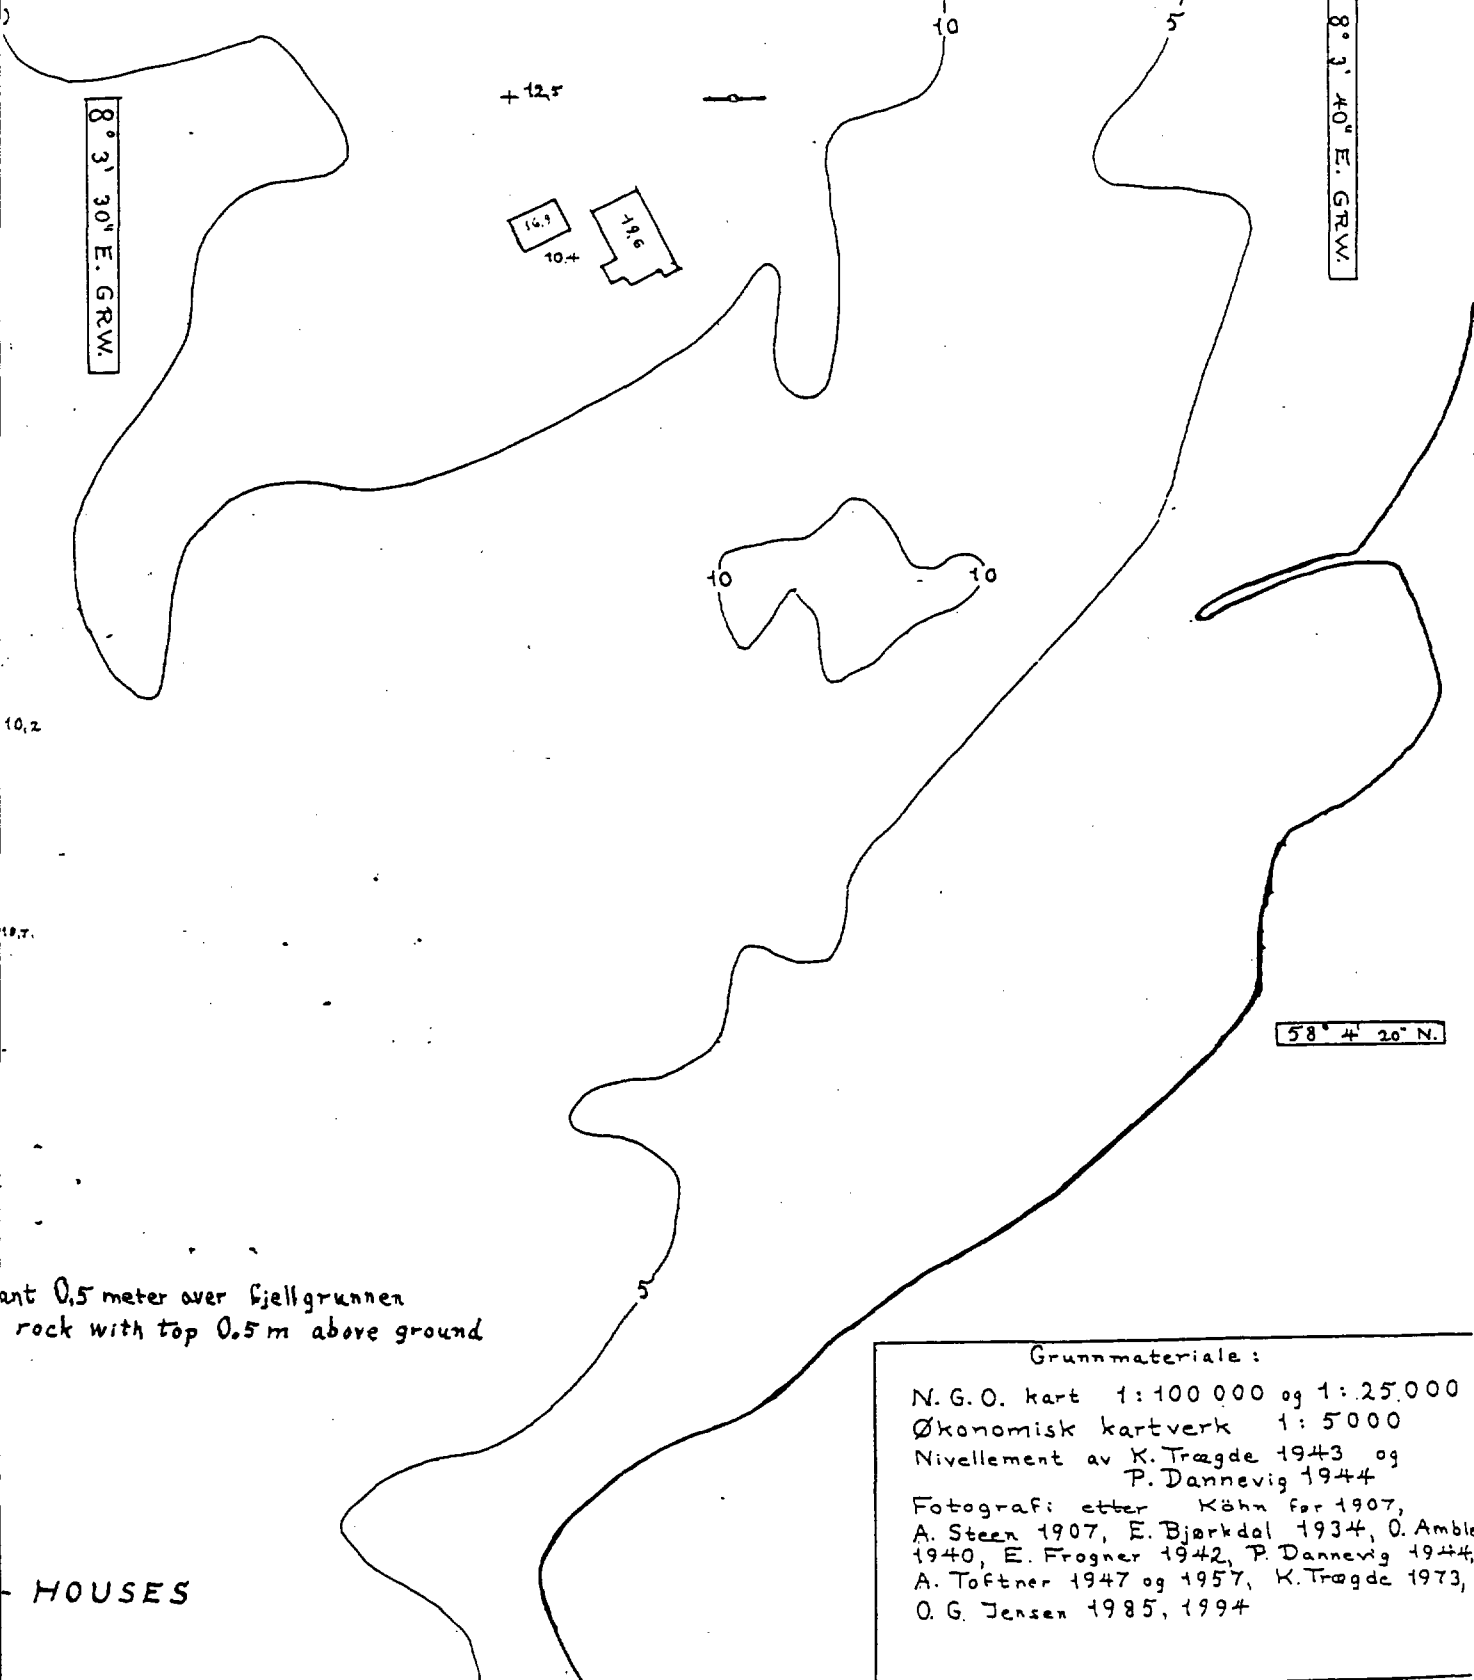 10
5
8° 3' 40" E. GRW.
8° 3' 30" E. GRW.
+ 12,5
16,9
19,6
10,+
10
10
10,2
10,7.
58° 4' 20" N.
5
0,5 meter over fjellgrunnen
rock with top 0.5 m above ground
HOUSES
Grunnmateriale :
N. G. O. kart 1: 100 000 og 1: 25.000
Økonomisk kartverk 1: 5000
Nivellement av K. Trægde 1943 og
P. Dannevig 1944
Fotografi etter Köhn før 1907,
A. Steen 1907, E. Bjørkdal 1934, O. Amble
1940, E. Frogner 1942, P. Dannevig 1944,
A. Toftner 1947 og 1957, K. Trægde 1973,
O. G. Jensen 1985, 1994